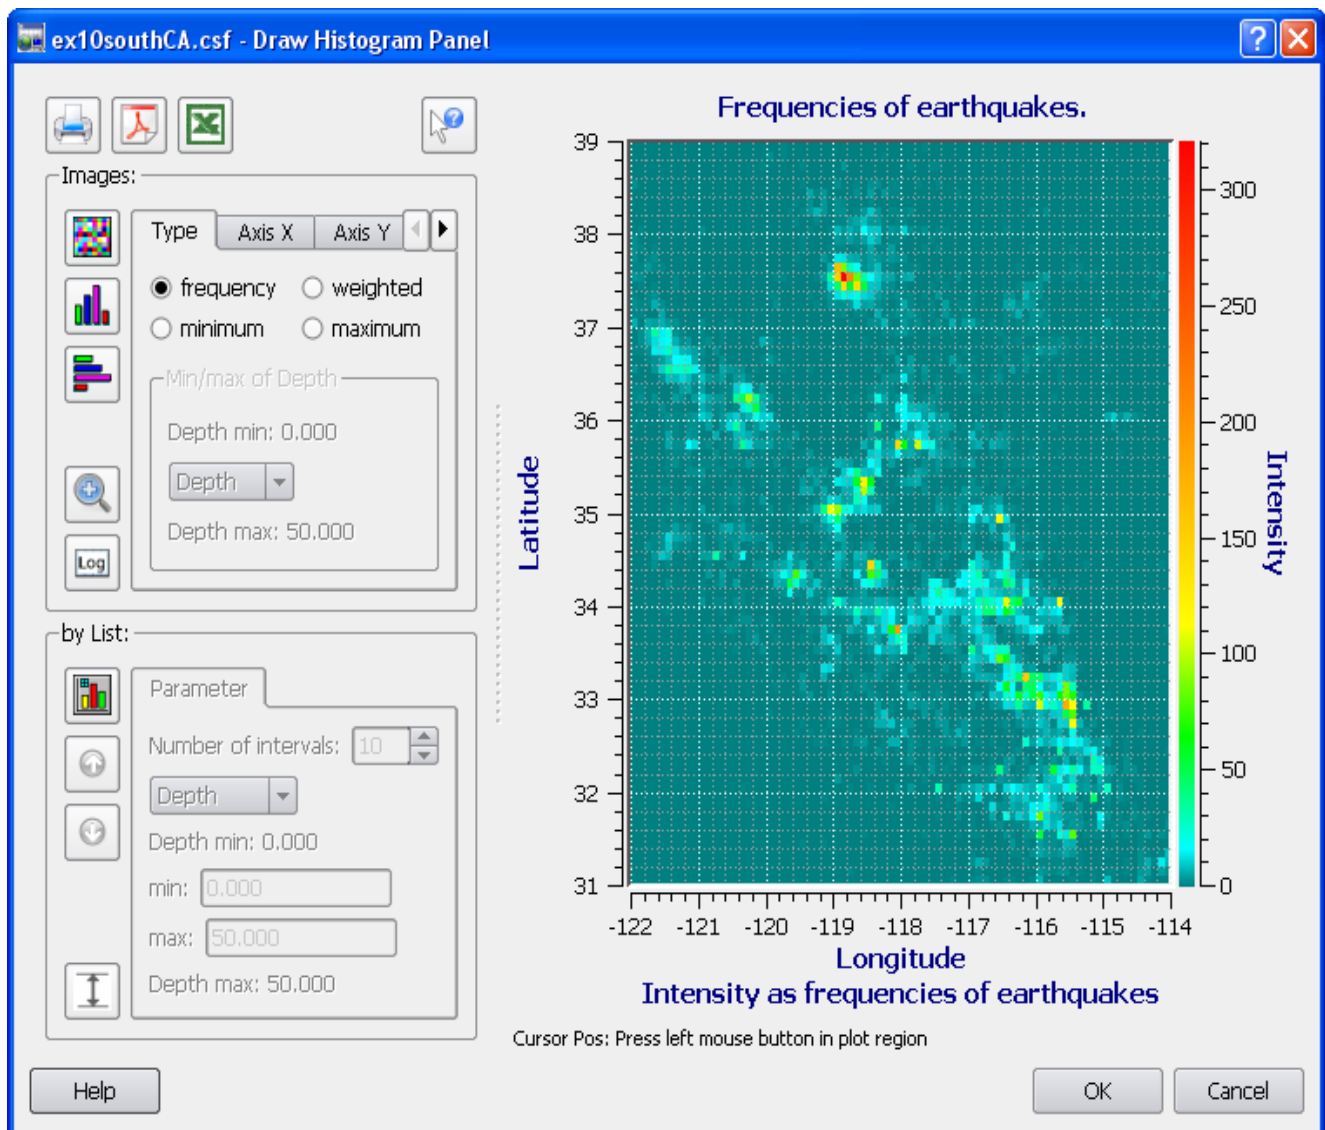 ex10southCA.csf - Draw Histogram Panel
Images:
Type Axis X Axis Y
frequency weighted
minimum maximum
Min/max of Depth
Depth min: 0.000
Depth
Depth max: 50.000
Log
by List:
Parameter
Number of intervals: 10
Depth
Depth min: 0.000
min: 0.000
max: 50.000
Depth max: 50.000
Frequencies of earthquakes.
39
38
37
36
35
34
33
32
31
Latitude
-122 -121 -120 -119 -118 -117 -116 -115 -114
Longitude
Intensity as frequencies of earthquakes
300
250
200
150
100
50
0
Intensity
Cursor Pos: Press left mouse button in plot region
Help OK Cancel